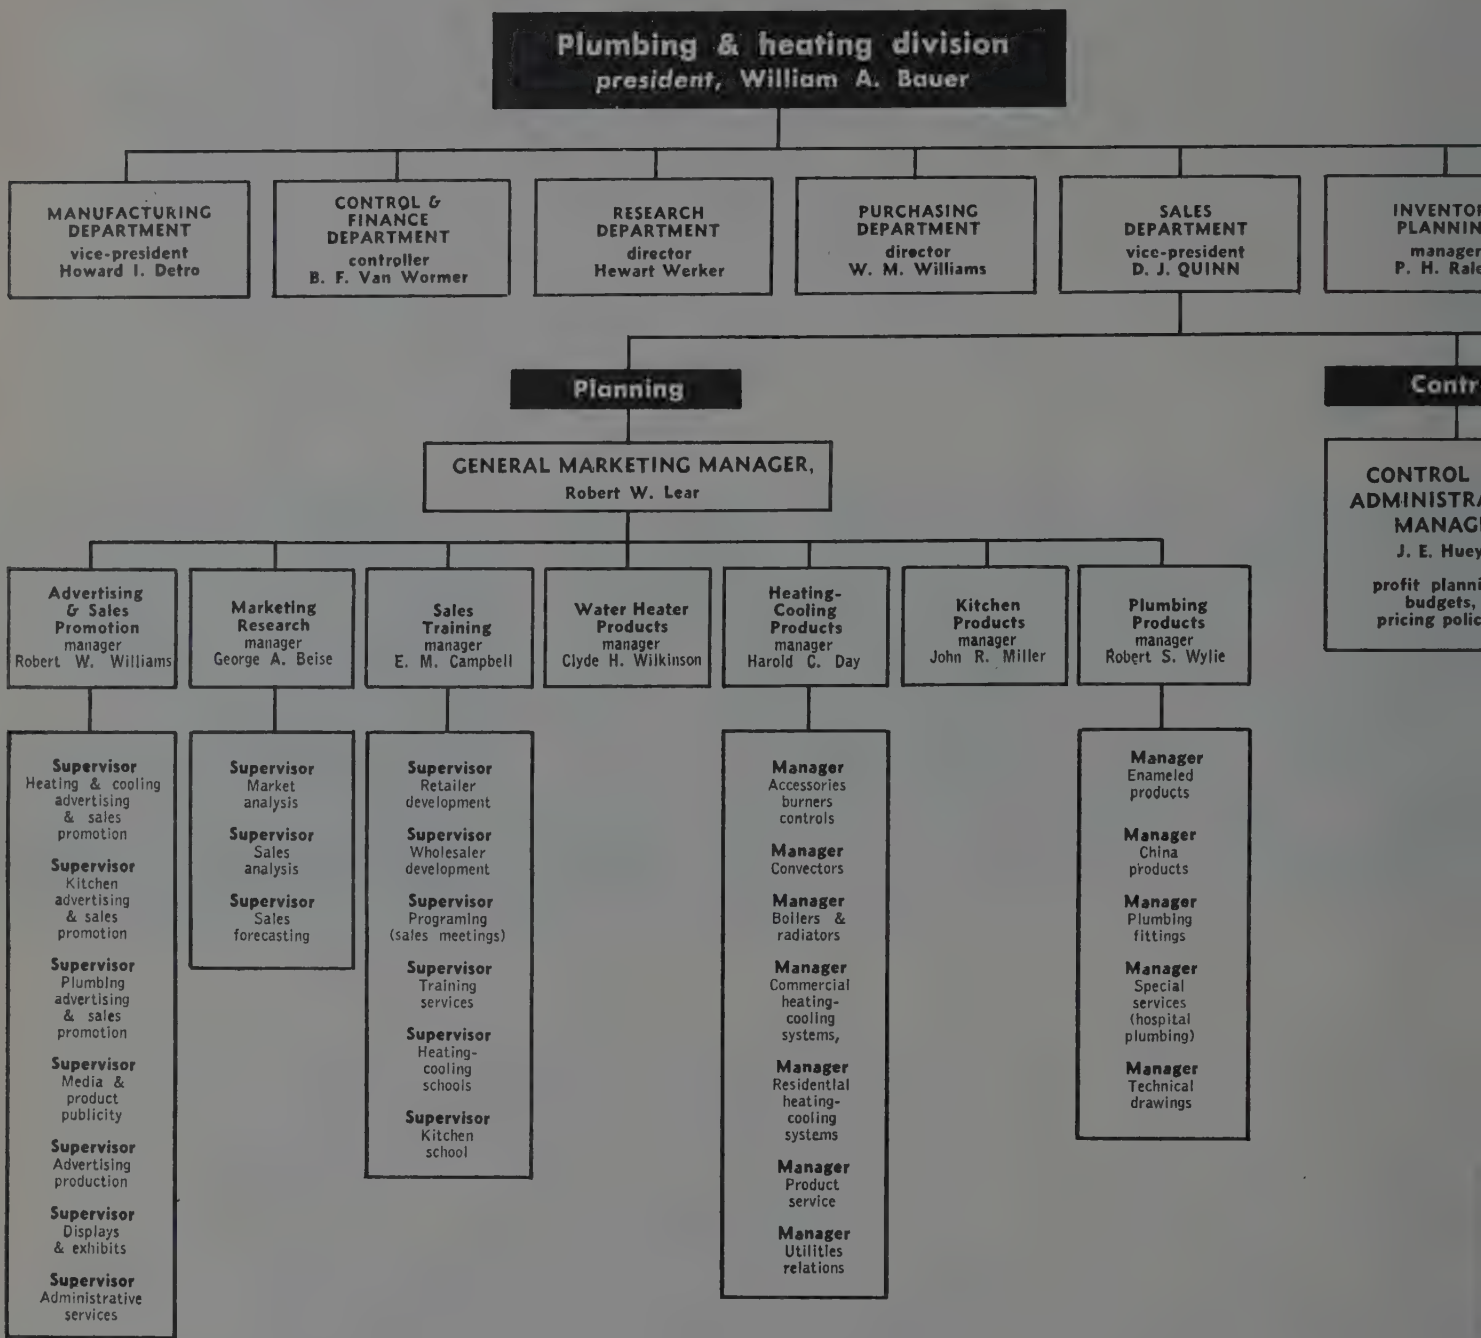 Plumbing & heating division
president, William A. Bauer
MANUFACTURING
DEPARTMENT
vice-president
Howard I. Detro
CONTROL &
FINANCE
DEPARTMENT
controller
B. F. Van Wormer
RESEARCH
DEPARTMENT
director
Hewart Werker
PURCHASING
DEPARTMENT
director
W. M. Williams
SALES
DEPARTMENT
vice-president
D. J. QUINN
manager
P. H.
Planning
GENERAL MARKETING MANAGER,
Robert W. Lear
CONTROL
J. E. Huey
profit
budgets,
pricing
Advertising
& Sales
Promotion
manager
Robert W. Williams
Marketing
Research
manager
George A. Beise
Sales
Training
manager
E. M. Campbell
Water Heater
Products
manager
Clyde H. Wilkinson
Heating-
Cooling
Products
manager
Harold C. Day
Kitchen
Products
manager
John R. Miller
Plumbing
Products
manager
Robert S. Wylie
Supervisor
Heating & cooling
advertising
& sales
promotion
Supervisor
Kitchen
advertising
& sales
promotion
Supervisor
Plumbing
advertising
& sales
promotion
Supervisor
Media &
product
publicity
Supervisor
Advertising
production
Supervisor
Displays
& exhibits
Supervisor
Administrative
services
Supervisor
Market
analysis
Supervisor
Sales
analysis
Supervisor
Sales
forecasting
Supervisor
Retailer
development
Supervisor
Wholesaler
development
Supervisor
Programing
(sales meetings)
Supervisor
Training
services
Supervisor
Heating-
cooling
schools
Supervisor
Kitchen
school
Manager
Accessories
burners
controls
Manager
Convectors
Manager
Boilers &
radiators
Manager
Commercial
heating-
cooling
systems,
Manager
Residential
heating-
cooling
systems
Manager
Product
service
Manager
Utilities
relations
Manager
Enameled
products
Manager
China
products
Manager
Plumbing
fittings
Manager
Special
services
(hospital
plumbing)
Manager
Technical
drawings